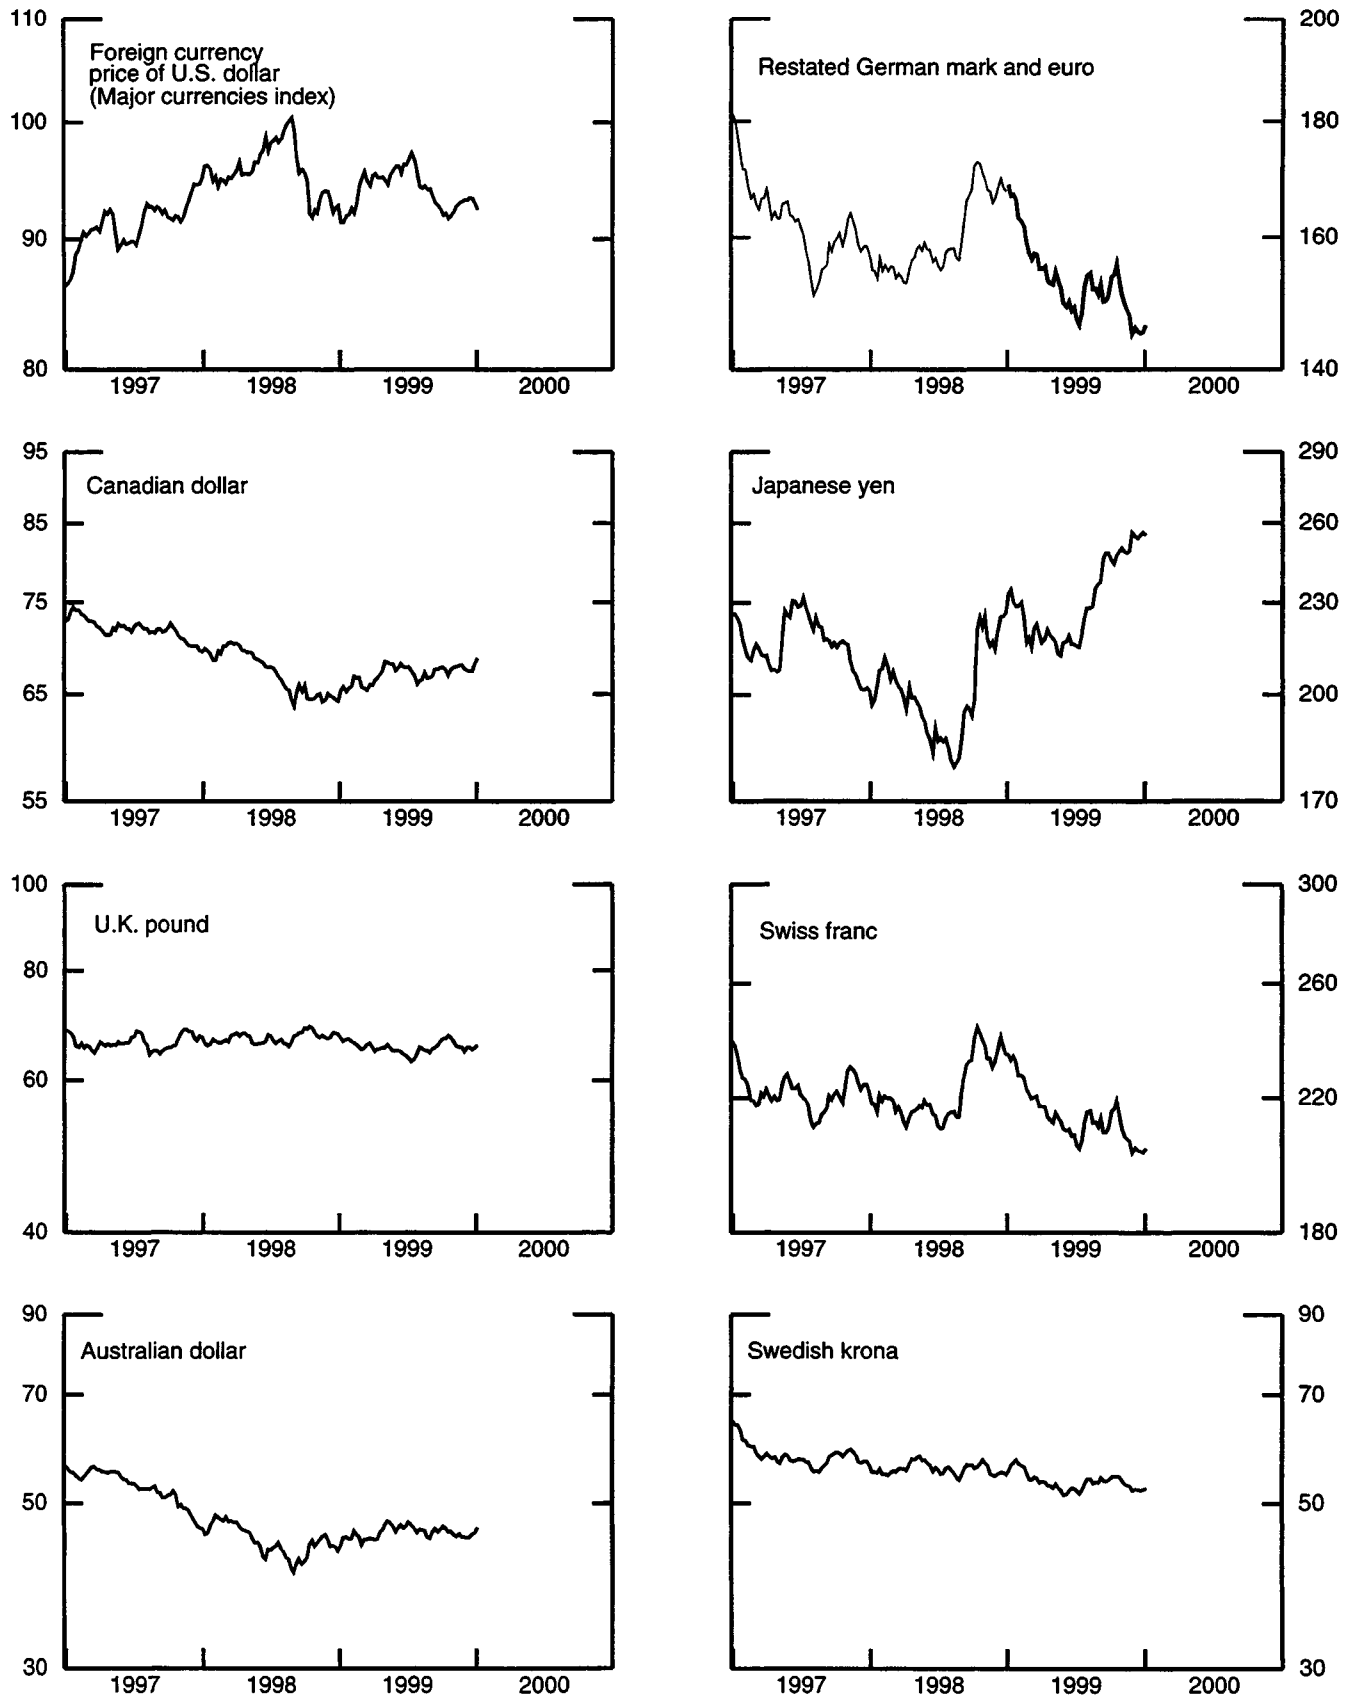 Foreign currency
price of U.S. dollar
(Major currencies index)
110
100
90
80
1997 1998 1999 2000
Restated German mark and euro
200
180
160
140
1997 1998 1999 2000
Canadian dollar
95
85
75
65
55
1997 1998 1999 2000
Japanese yen
290
260
230
200
170
1997 1998 1999 2000
U.K. pound
100
80
60
40
1997 1998 1999 2000
Swiss franc
300
260
220
180
1997 1998 1999 2000
Australian dollar
90
70
50
30
1997 1998 1999 2000
Swedish krona
90
70
50
30
1997 1998 1999 2000